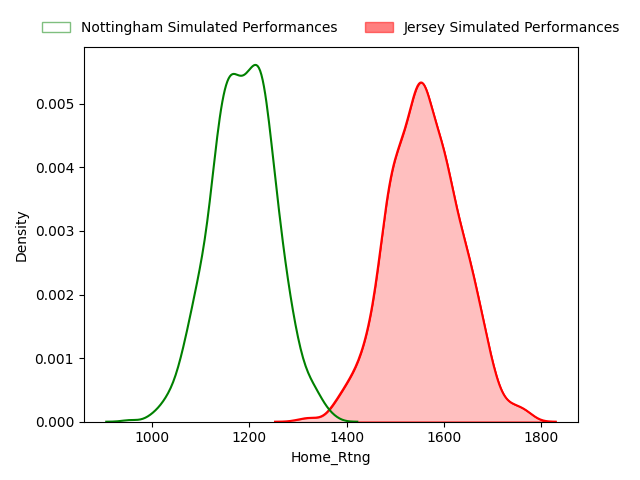 Nottingham Simulated Performances
Jersey Simulated Performances
0.005
0.004
0.003
0.002
0.001
0.000
Density
1000 1200 1400 1600 1800
Home_Rtng